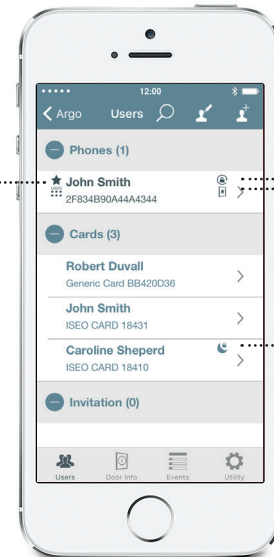 12:00
Argo Users
Phones (1)
John Smith
2F834B90A44A4344
Cards (3)
Robert Duvall
Generic Card BB420D36
John Smith
ISEO CARD 18431
Caroline Sheperd
ISEO CARD 18410
Invitation (0)
Users Door Info Events Utility